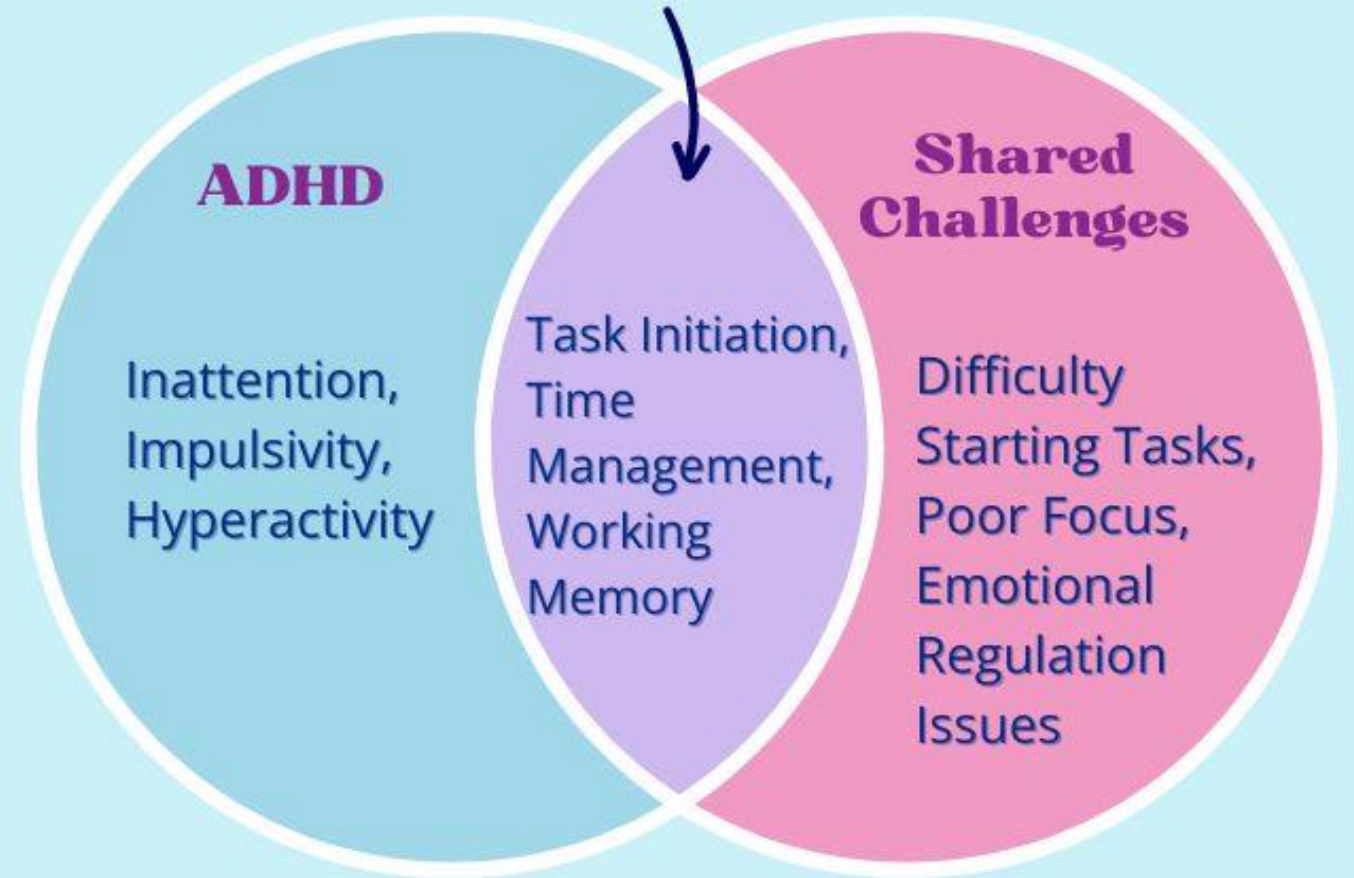 ADHD
Inattention,
Impulsivity,
Hyperactivity
Task Initiation,
Time
Management,
Working
Memory
Shared
Challenges
Difficulty
Starting Tasks,
Poor Focus,
Emotional
Regulation
Issues